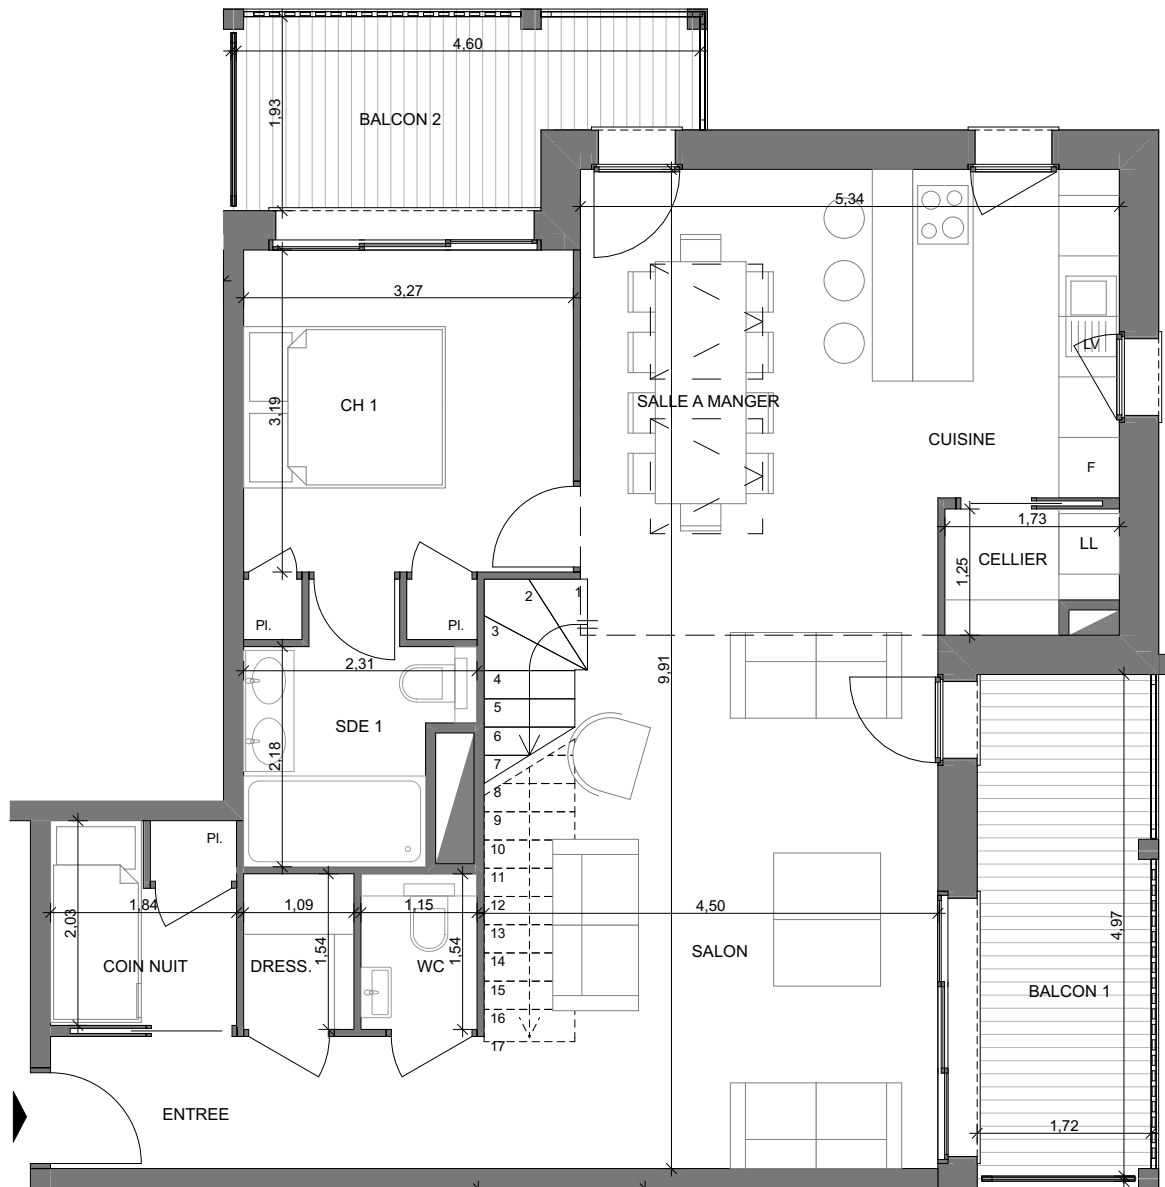 4,60
1,93
BALCON 2
5,34
3,27
LV
3,19
CH 1
SALLE A MANGER
CUISINE
F
1,73
LL
CELLIER
1,25
1
2
3
Pl.
Pl.
2,31
9,91
4
5
SDE 1
6
2,18
7
8
9
Pl.
10
11
1,84
1,09
1,15
12
4,50
2,03
13
4,97
1,54
1,54
SALON
COIN NUIT
DRESS.
WC
14
15
BALCON 1
16
17
ENTREE
1,72